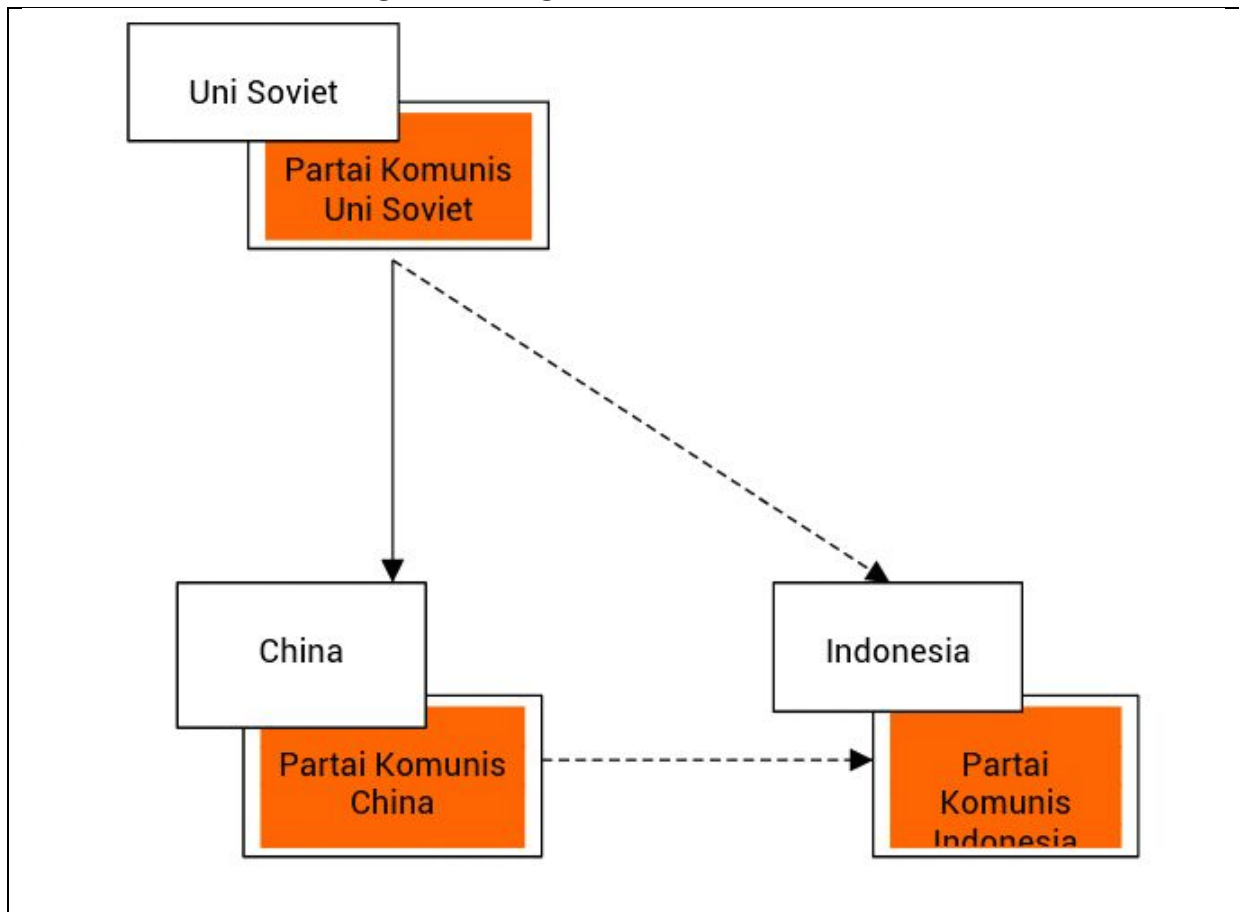 Uni Soviet
Partai Komunis
Uni Soviet
China
Indonesia
Partai Komunis
China
Partai
Komunis
Indonesia